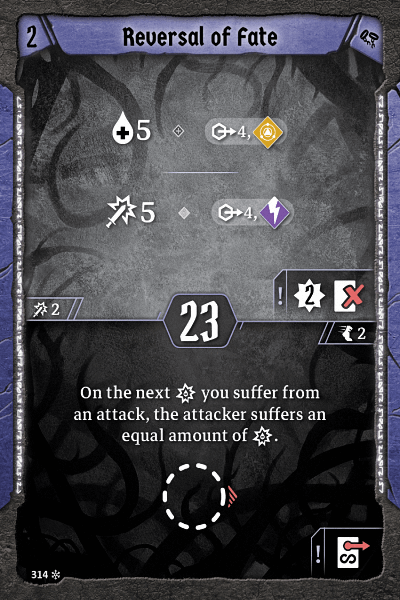 2 Reversal of Fate
5 4,
5 4,
! 2
2
23
2
On the next you suffer from
an attack, the attacker suffers an
equal amount of .
!
314